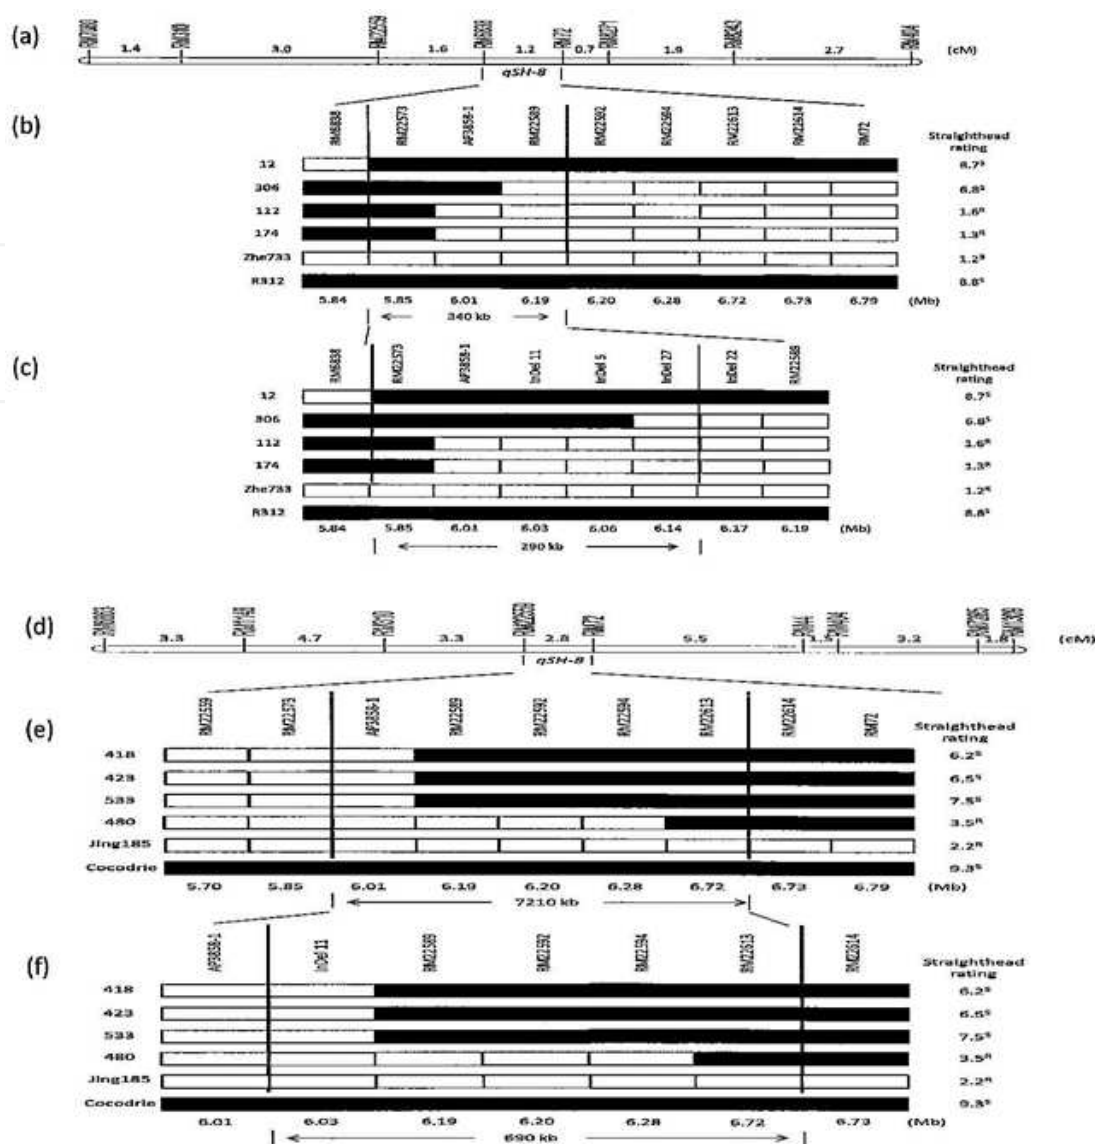 (a)
RM310 RM22559 RM6838 RM72 RM404
1.4 3.0 1.6 1.2 0.7 1.9 2.7 (cM)
qSH-8
(b)
RM6838 RM22573 AP3858-1 RM22589 RM22592 RM22594 RM22613 RM22614 RM72
Straighthead
rating
12 8.7S
306 6.8S
112 1.6R
174 1.3R
Zhe733 1.2R
R312 8.8S
5.84 5.85 6.01 6.19 6.20 6.28 6.72 6.73 6.79 (Mb)
340 kb
(c)
RM6838 RM22573 AP3858-1 InDel 11 InDel 5 InDel 27 InDel 22 RM22589
Straighthead
rating
12 8.7S
306 6.8S
112 1.6R
174 1.3R
Zhe733 1.2R
R312 8.8S
5.84 5.85 6.01 6.03 6.06 6.14 6.17 6.19 (Mb)
290 kb
(d)
RM310 RM22559 RM72 RM44 RM404
3.3 4.7 3.3 2.8 5.5 1.5 3.2 1.8 (cM)
qSH-8
(e)
RM22559 RM22573 AP3858-1 RM22589 RM22592 RM22594 RM22613 RM22614 RM72
Straighthead
rating
418 6.2S
423 6.5S
533 7.5S
480 3.5R
Jing185 2.2R
Cocodrie 9.3S
5.70 5.85 6.01 6.19 6.20 6.28 6.72 6.73 6.79 (Mb)
7210 kb
(f)
AP3858-1 InDel 11 RM22589 RM22592 RM22594 RM22613 RM22614
Straighthead
rating
418 6.2S
423 6.5S
533 7.5S
480 3.5R
Jing185 2.2R
Cocodrie 9.3S
6.01 6.03 6.19 6.20 6.28 6.72 6.73 (Mb)
690 kb